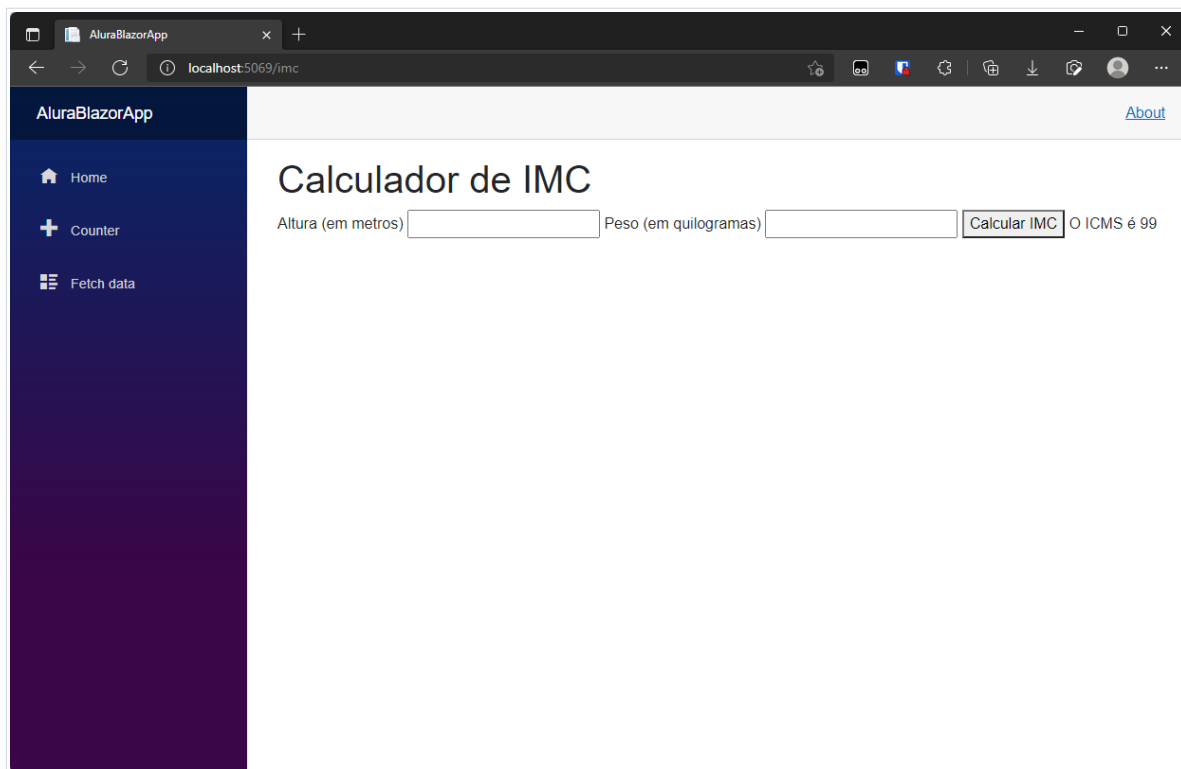 AluraBlazorApp
localhost:5069/imc
AluraBlazorApp
About
Home
Counter
Fetch data
Calculador de IMC
Altura (em metros) Peso (em quilogramas) Calcular IMC O ICMS é 99